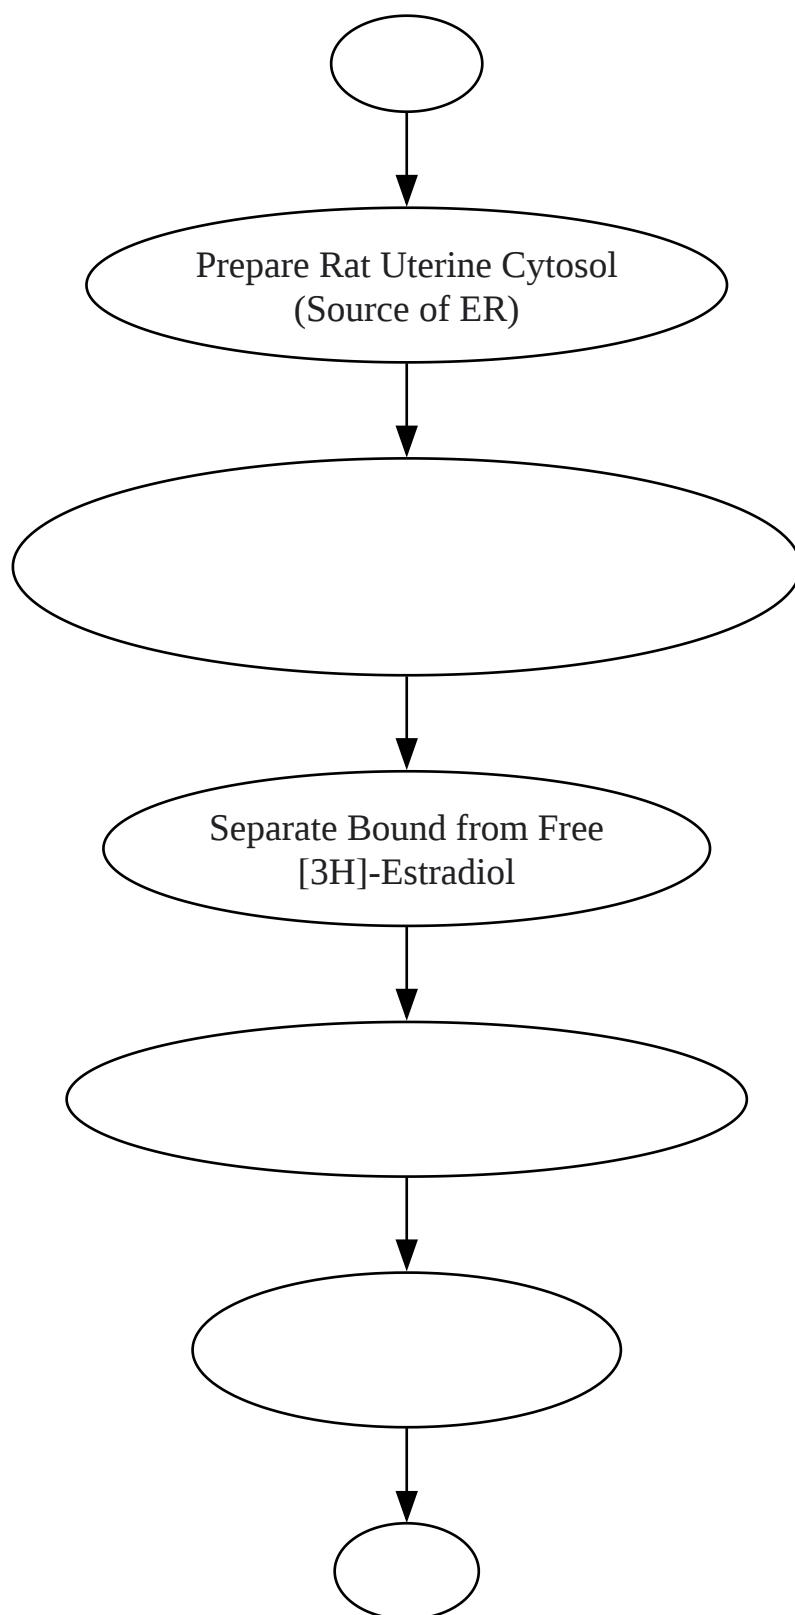 Prepare Rat Uterine Cytosol
(Source of ER)
Separate Bound from Free
[3H]-Estradiol